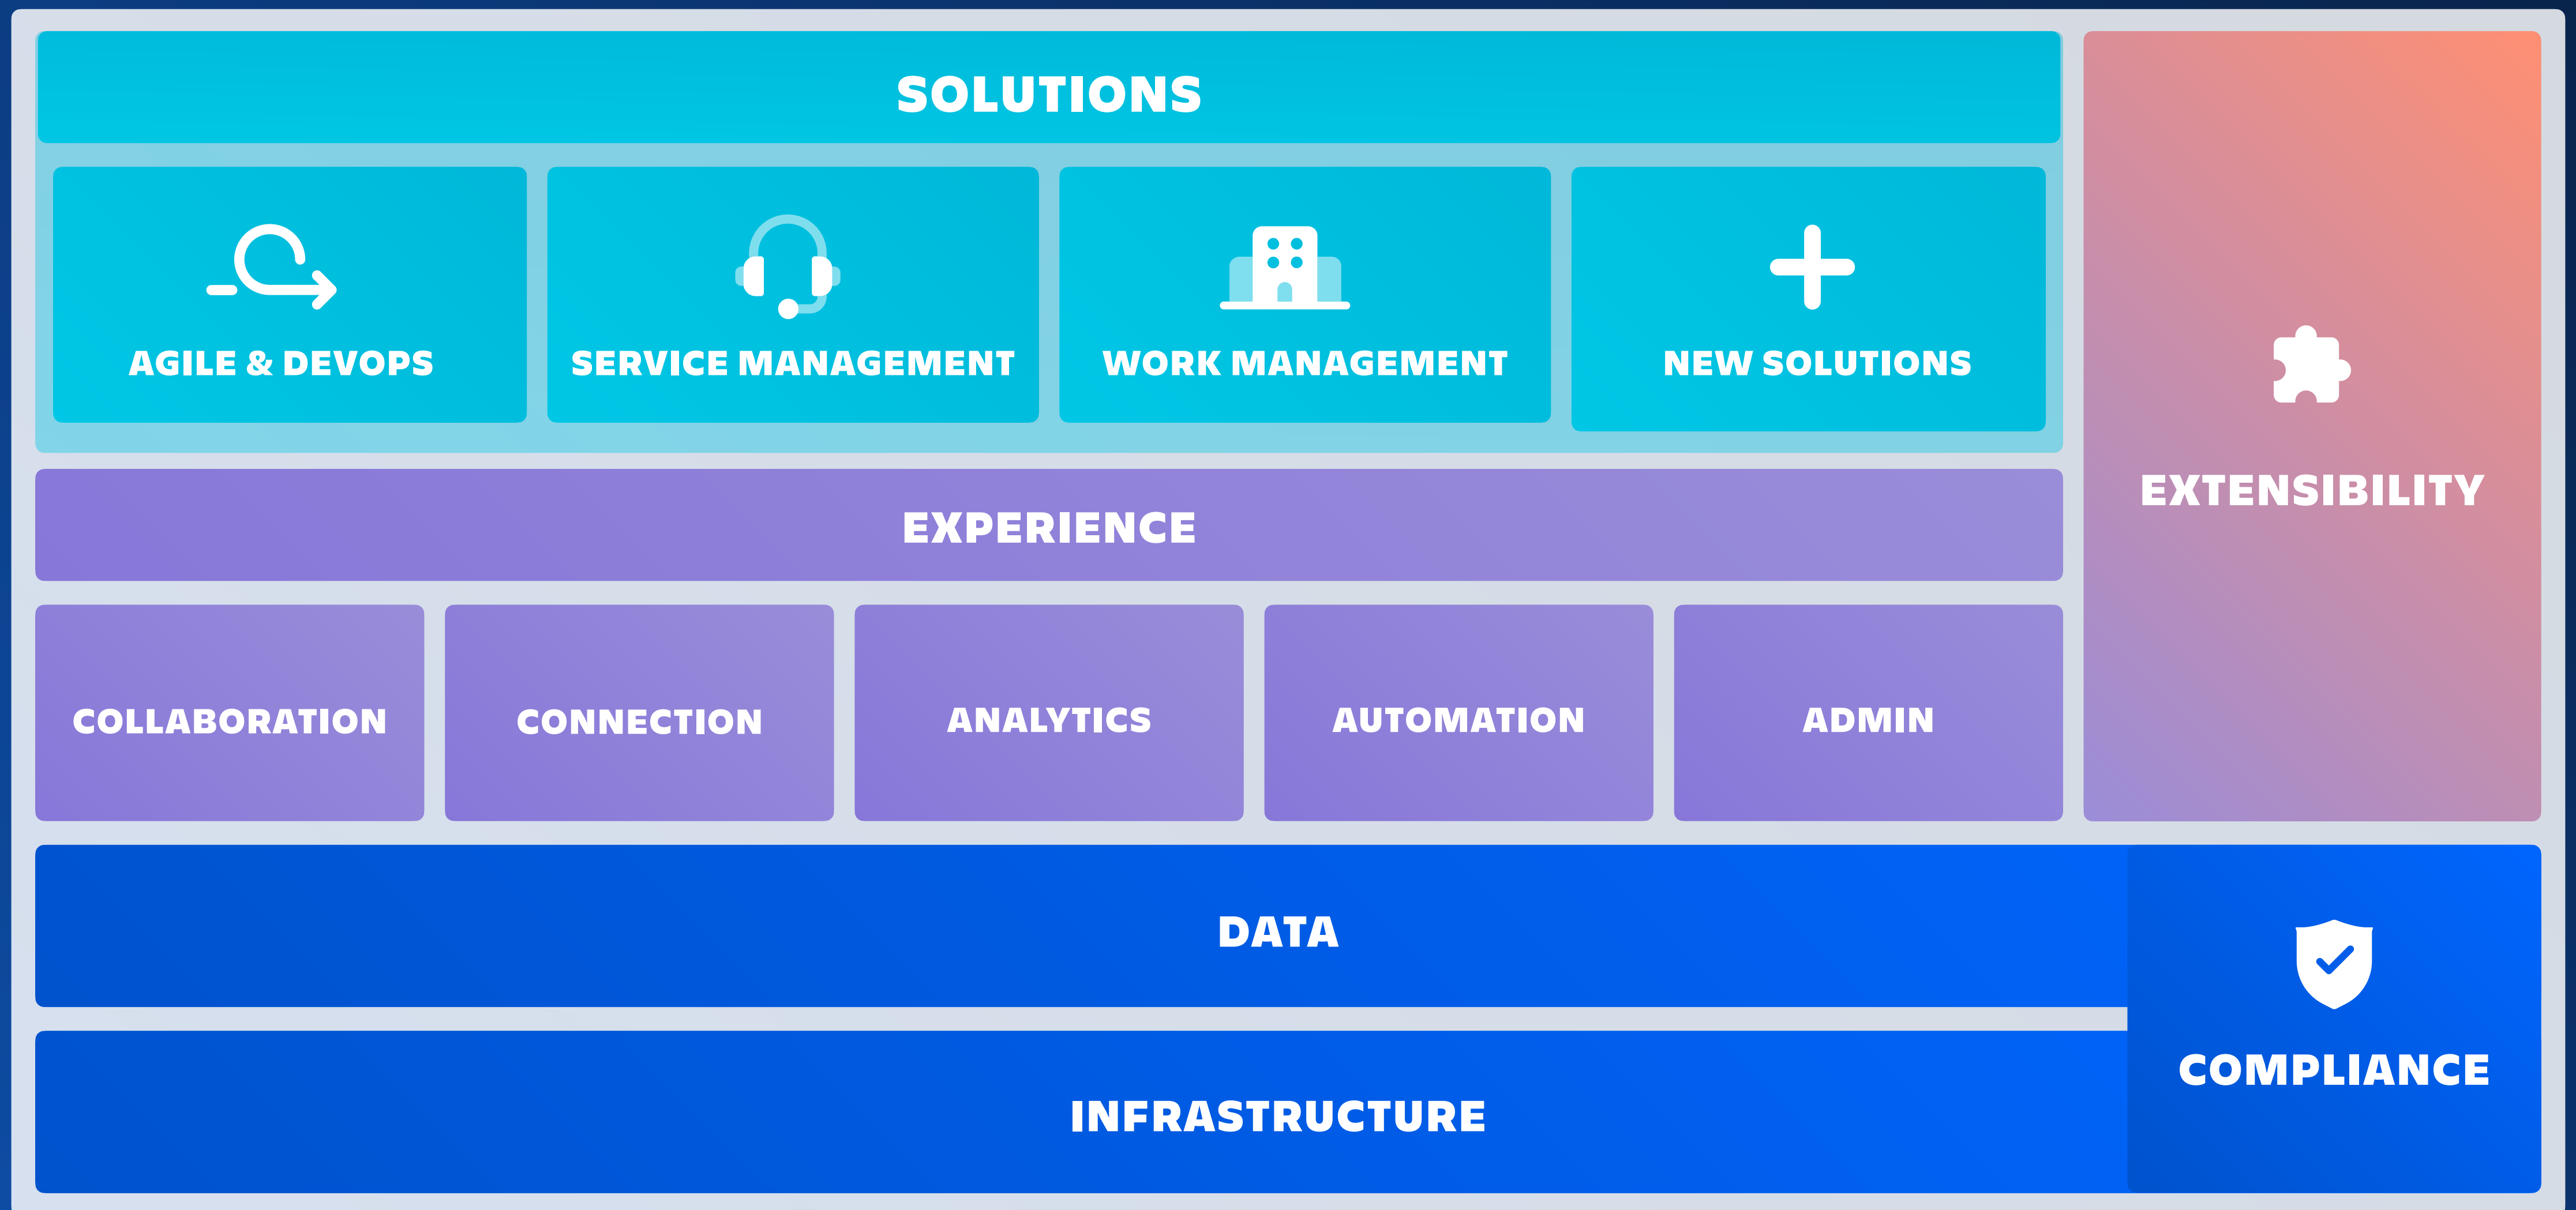 SOLUTIONS
AGILE & DEVOPS
SERVICE MANAGEMENT
WORK MANAGEMENT
NEW SOLUTIONS
EXTENSIBILITY
EXPERIENCE
COLLABORATION
CONNECTION
ANALYTICS
AUTOMATION
ADMIN
DATA
COMPLIANCE
INFRASTRUCTURE